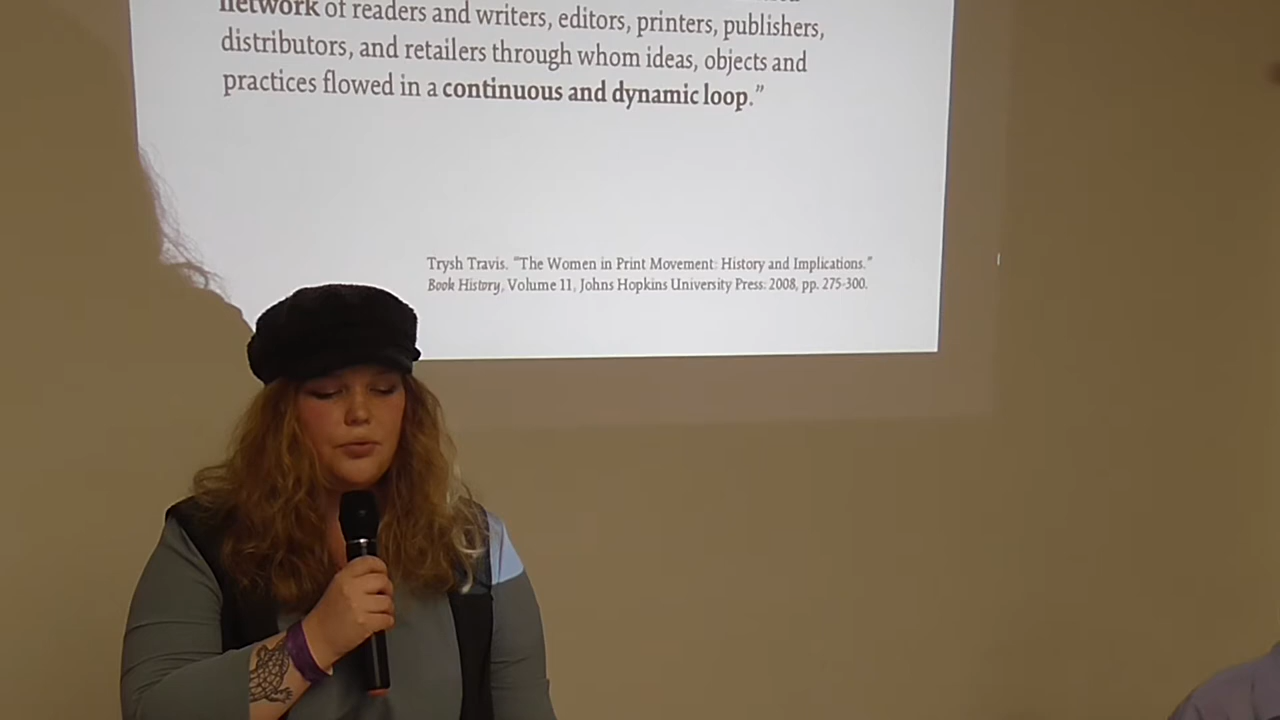 network of readers and writers, editors, printers, publishers,
distributors, and retailers through whom ideas, objects and
practices flowed in a continuous and dynamic loop.”
Trysh Travis. “The Women in Print Movement: History and Implications.”
Book History, Volume 11, Johns Hopkins University Press: 2008, pp. 275-300.